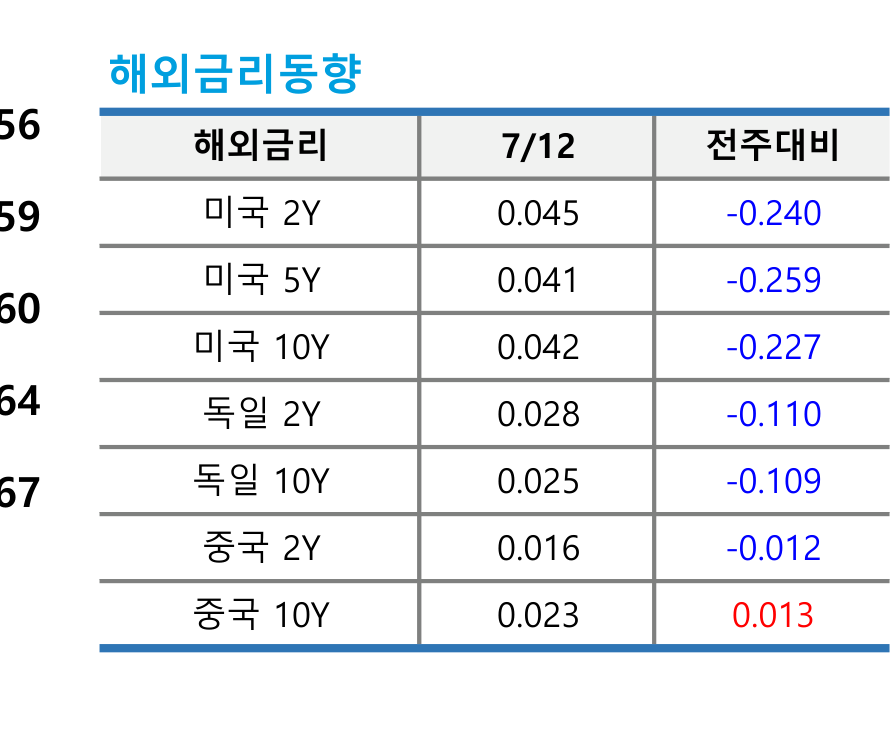 해외금리동향
56
59
60
64
67
해외금리 7/12 전주대비
미국 2Y 0.045 -0.240
미국 5Y 0.041 -0.259
미국 10Y 0.042 -0.227
독일 2Y 0.028 -0.110
독일 10Y 0.025 -0.109
중국 2Y 0.016 -0.012
중국 10Y 0.023 0.013